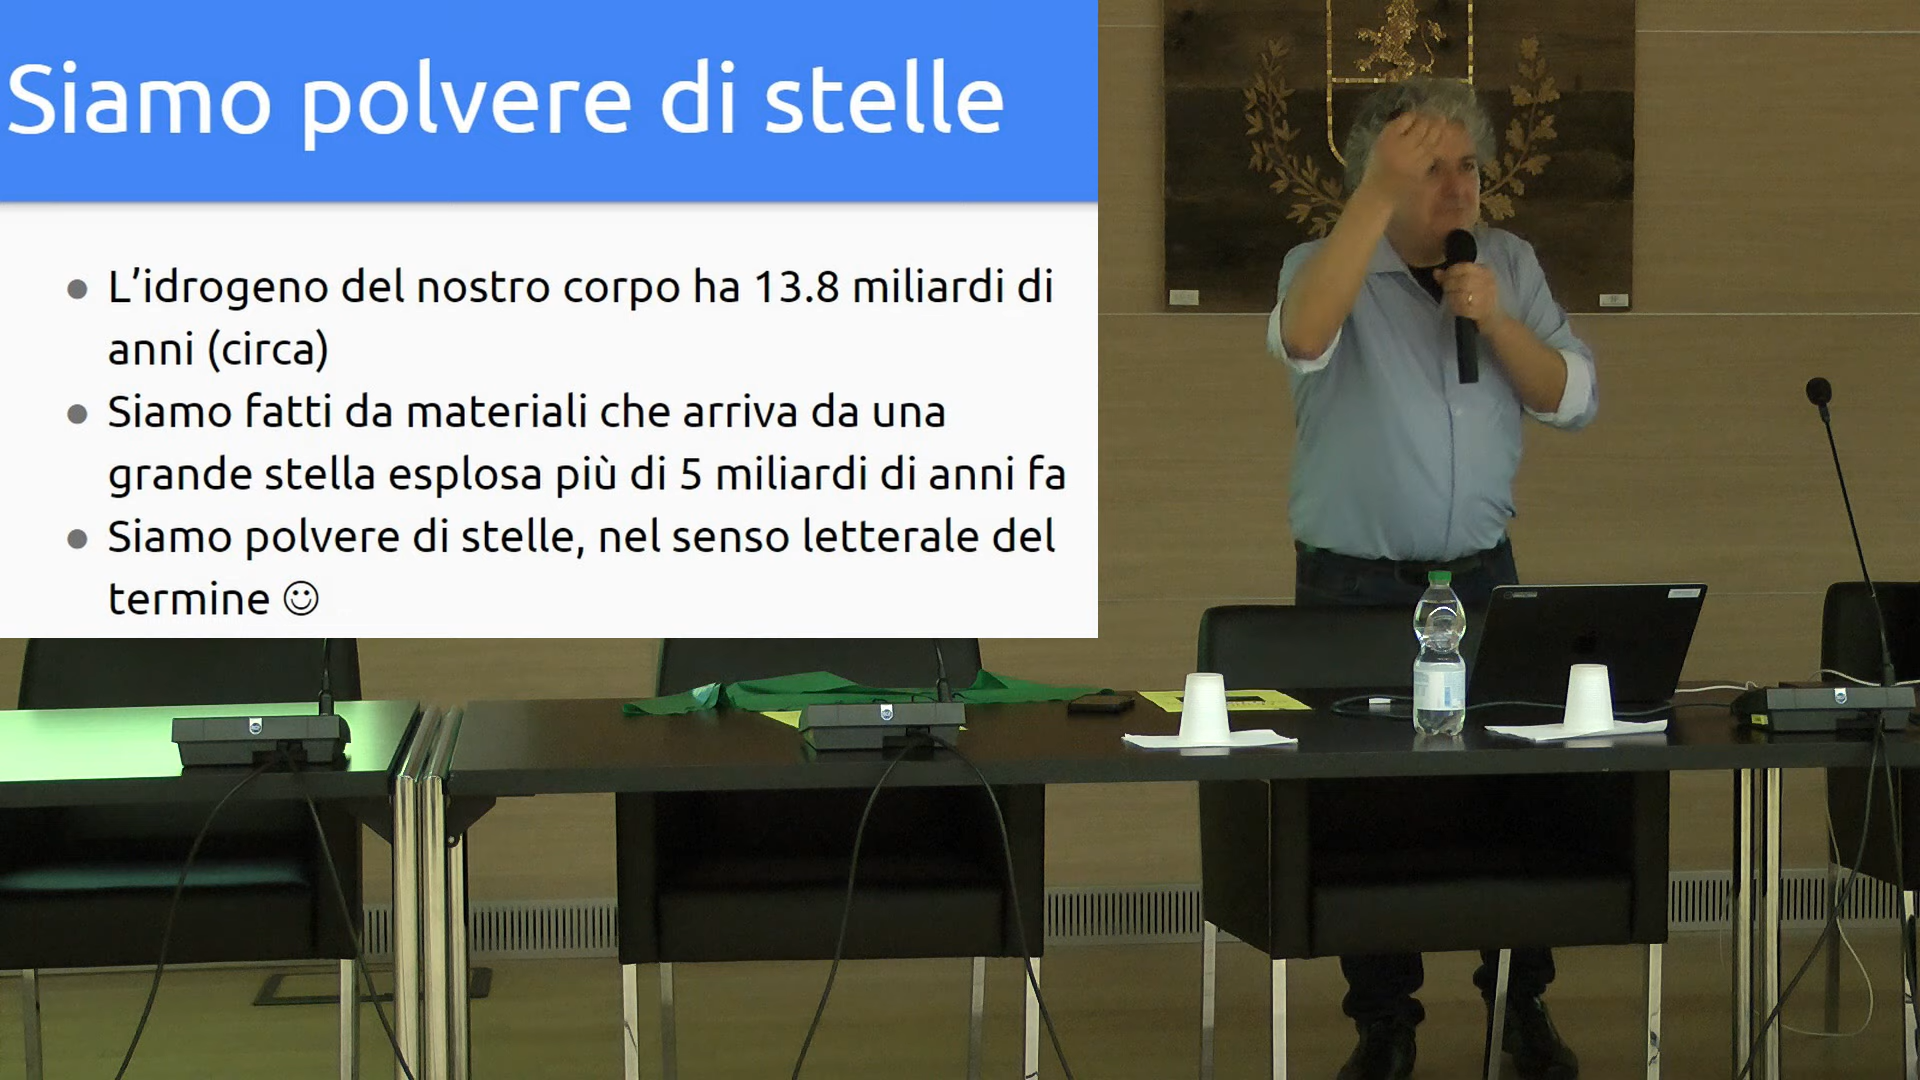 Siamo polvere di stelle
L’idrogeno del nostro corpo ha 13.8 miliardi di
anni (circa)
Siamo fatti da materiali che arriva da una
grande stella esplosa più di 5 miliardi di anni fa
Siamo polvere di stelle, nel senso letterale del
termine ☺